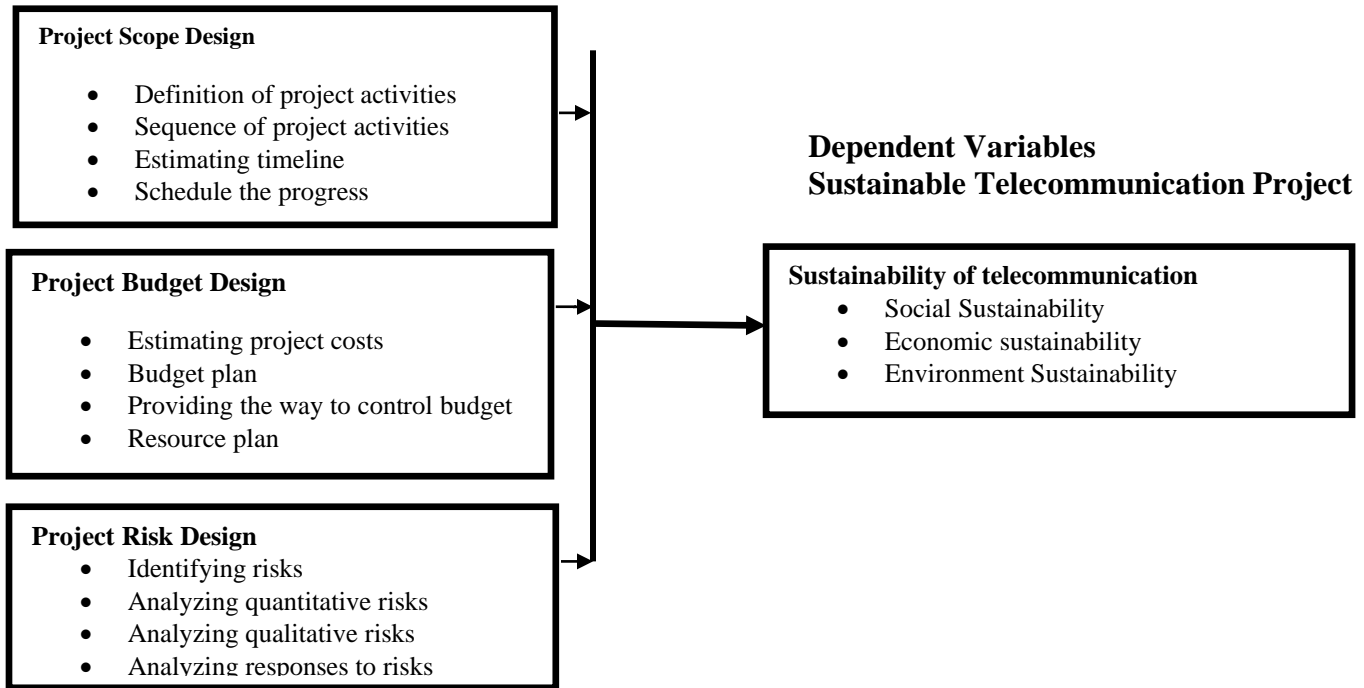 Project Scope Design
• Definition of project activities
• Sequence of project activities
• Estimating timeline
• Schedule the progress
Project Budget Design
• Estimating project costs
• Budget plan
• Providing the way to control budget
• Resource plan
Project Risk Design
• Identifying risks
• Analyzing quantitative risks
• Analyzing qualitative risks
• Analyzing responses to risks
Dependent Variables
Sustainable Telecommunication Project
Sustainability of telecommunication
• Social Sustainability
• Economic sustainability
• Environment Sustainability